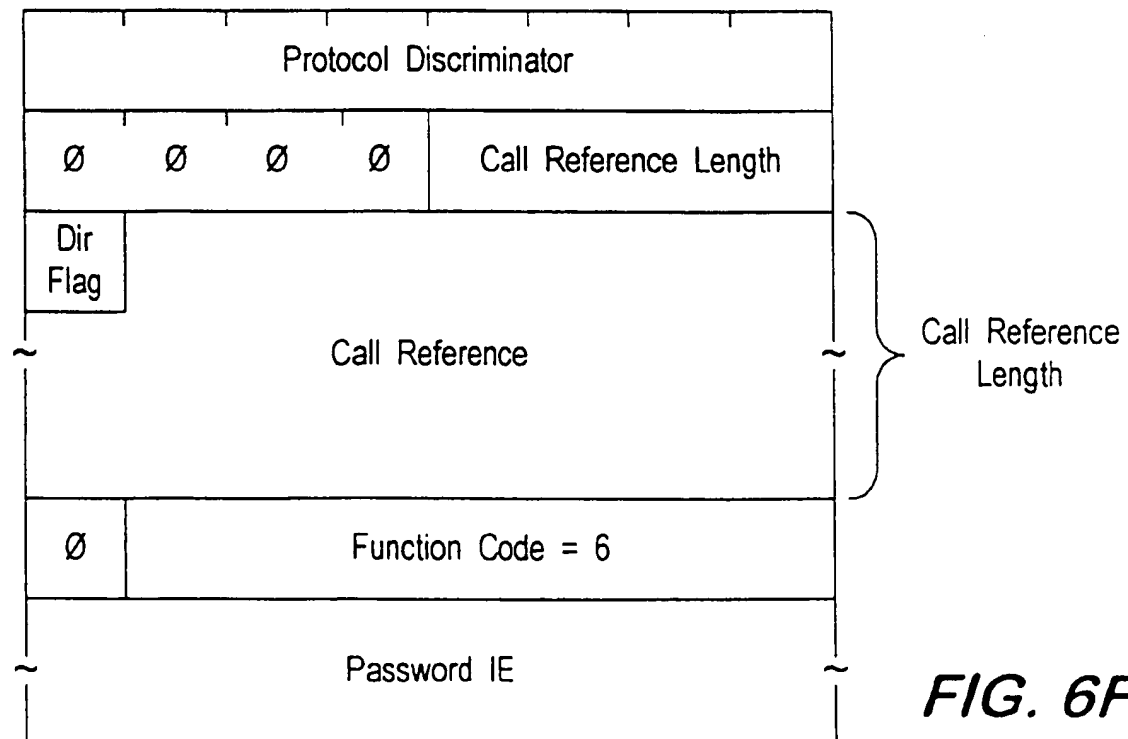 Protocol Discriminator
Ø Ø Ø Ø Call Reference Length
Dir
Flag
Call Reference
Call Reference
Length
Ø Function Code = 6
Password IE
FIG. 6F